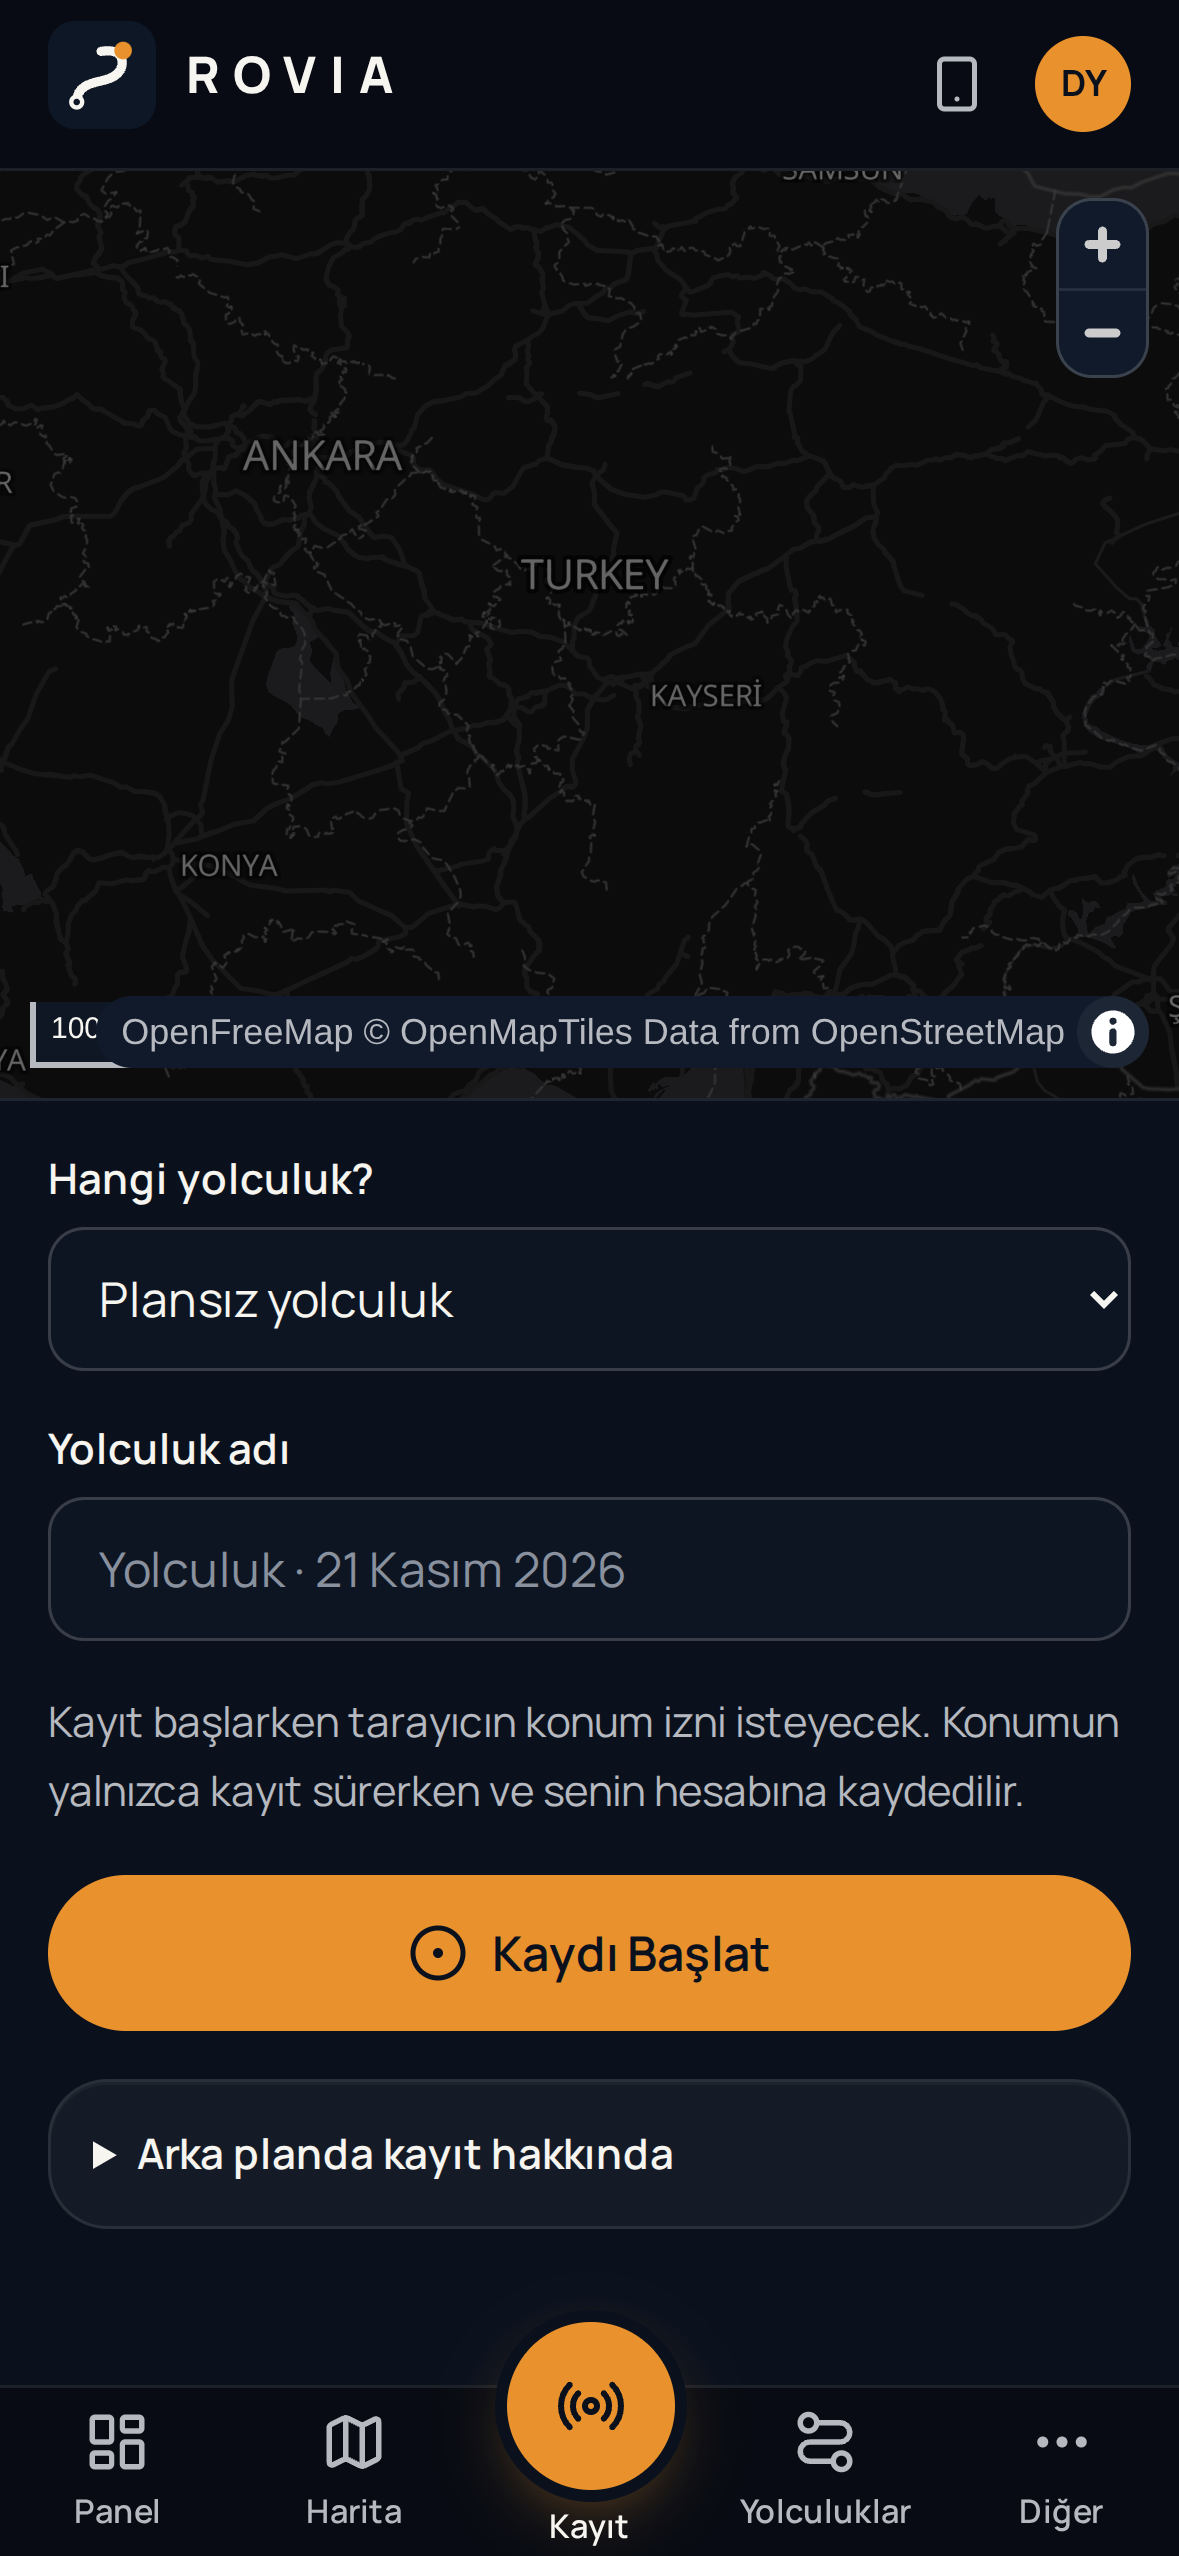 ROVIA
DY
SAMSUN
ANKARA
TURKEY
KAYSERİ
KONYA
100
OpenFreeMap © OpenMapTiles Data from OpenStreetMap
Hangi yolculuk?
Plansız yolculuk
Yolculuk adı
Yolculuk · 21 Kasım 2026
Kayıt başlarken tarayıcın konum izni isteyecek. Konumun
yalnızca kayıt sürerken ve senin hesabına kaydedilir.
Kaydı Başlat
Arka planda kayıt hakkında
Panel
Harita
Kayıt
Yolculuklar
Diğer